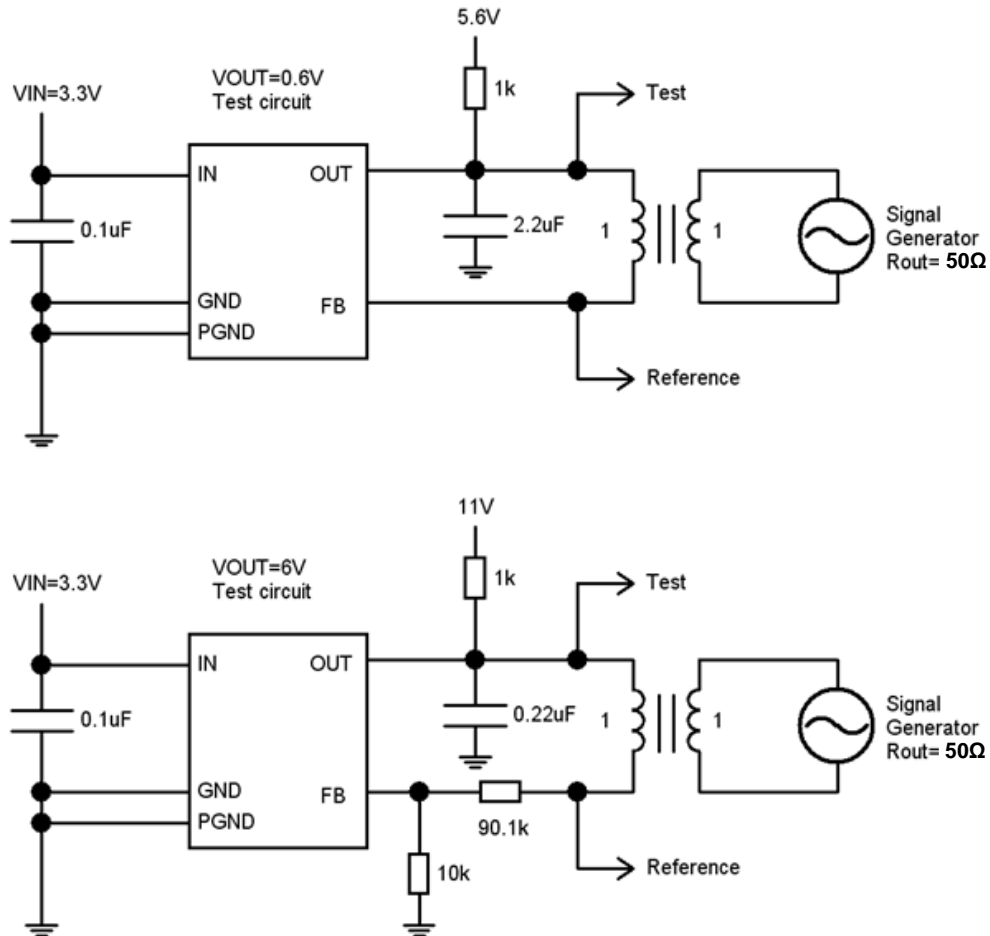 5.6V
VOUT=0.6V
Test circuit
VIN=3.3V
1k
Test
IN
OUT
0.1uF
2.2uF
1
1
Signal
Generator
Rout= 50Ω
GND
FB
PGND
Reference
11V
VOUT=6V
Test circuit
VIN=3.3V
1k
Test
IN
OUT
0.1uF
0.22uF
1
1
Signal
Generator
Rout= 50Ω
GND
FB
PGND
90.1k
10k
Reference